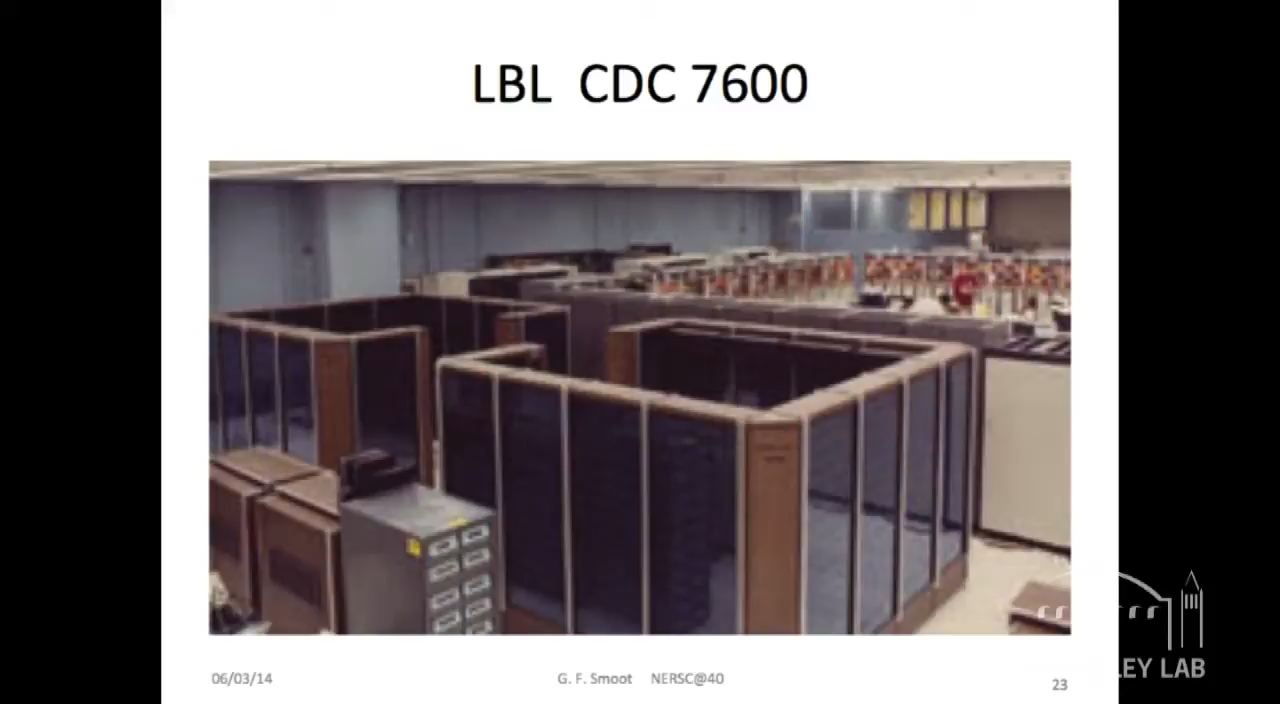 LBL CDC 7600
06/03/14
G. F. Smoot NERSC@40
23
LEY LAB